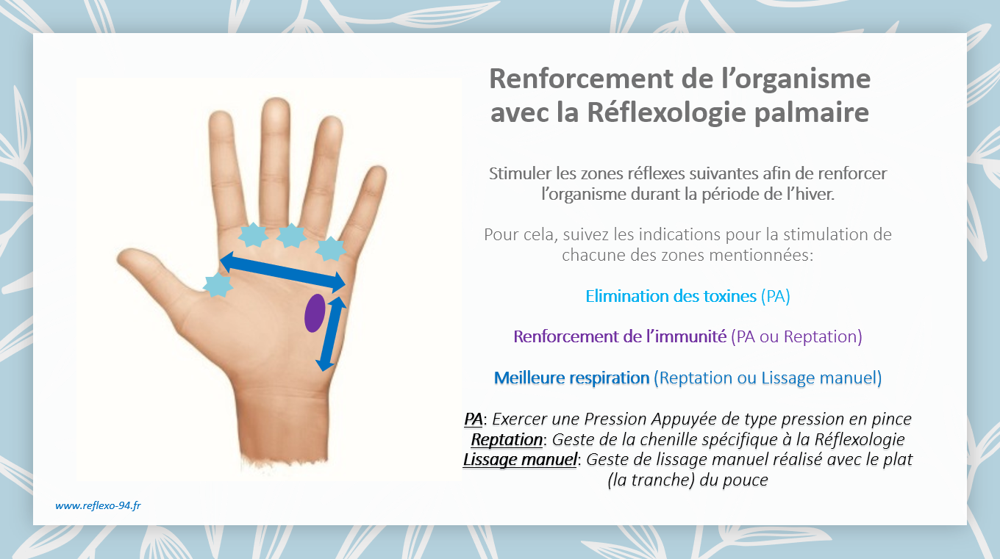 Renforcement de l’organisme
avec la Réflexologie palmaire
Stimuler les zones réflexes suivantes afin de renforcer
l’organisme durant la période de l’hiver.
Pour cela, suivez les indications pour la stimulation de
chacune des zones mentionnées:
Elimination des toxines (PA)
Renforcement de l’immunité (PA ou Reptation)
Meilleure respiration (Reptation ou Lissage manuel)
PA: Exercer une Pression Appuyée de type pression en pince
Reptation: Geste de la chenille spécifique à la Réflexologie
Lissage manuel: Geste de lissage manuel réalisé avec le plat
(la tranche) du pouce
www.reflexo-94.fr